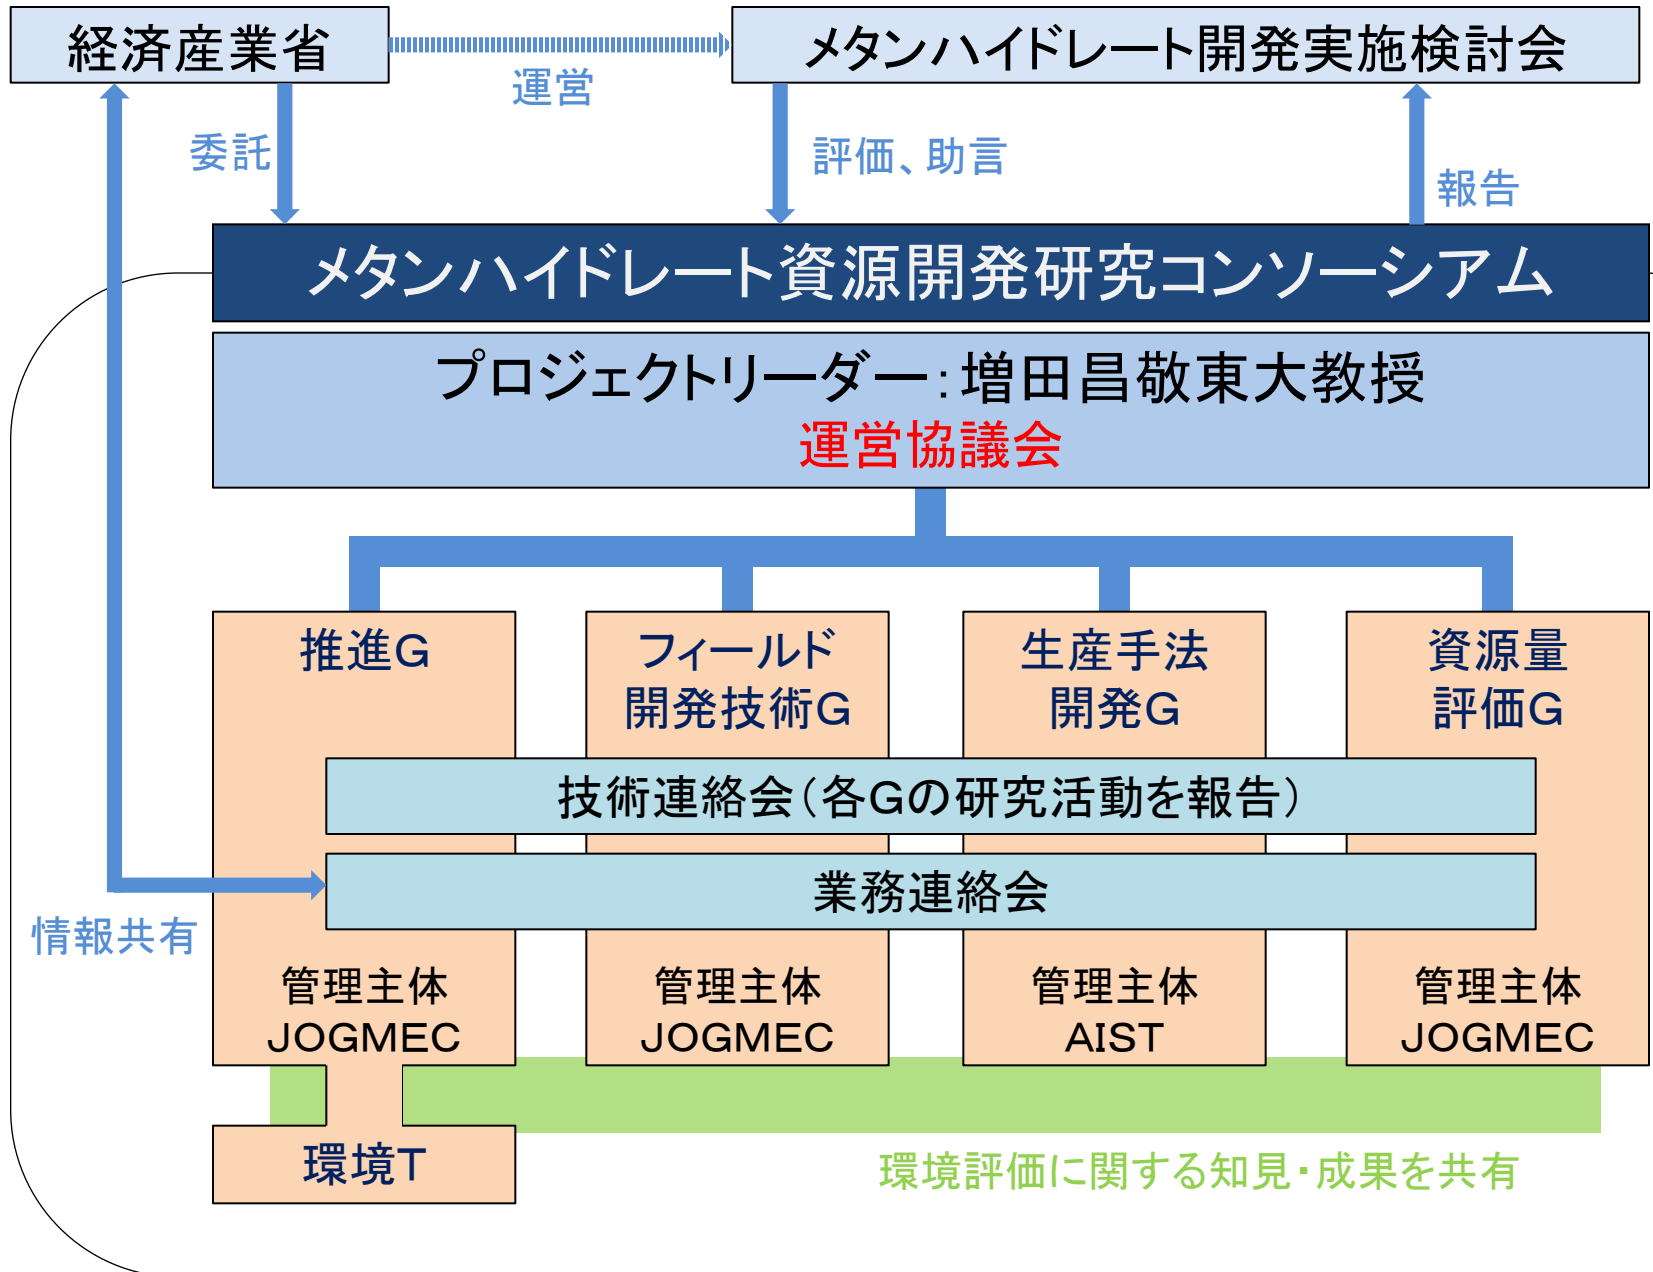 経済産業省
メタンハイドレート開発実施検討会
運営
委託
評価、助言
報告
メタンハイドレート資源開発研究コンソーシアム
プロジェクトリーダー：増田昌敬東大教授
運営協議会
推進G
フィールド
開発技術G
生産手法
開発G
資源量
評価G
技術連絡会（各Gの研究活動を報告）
業務連絡会
情報共有
管理主体
JOGMEC
管理主体
JOGMEC
管理主体
AIST
管理主体
JOGMEC
環境T
環境評価に関する知見・成果を共有